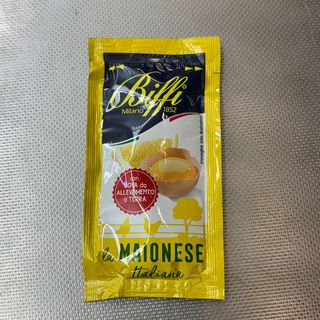 Biffi
Milano 1852
con
UOVA da
ALLEVAMENTO
a TERRA
la MAIONESE
Italiana